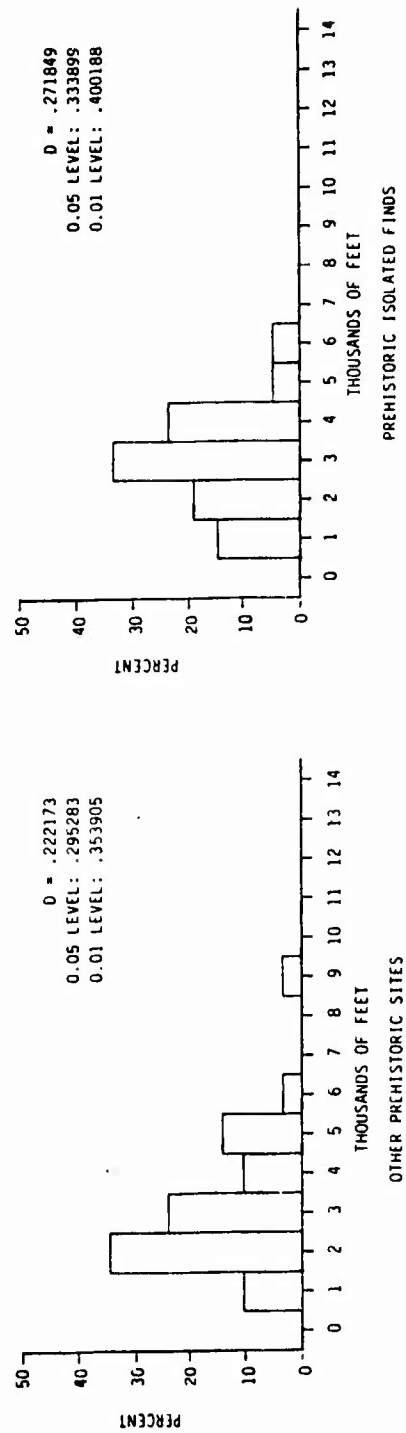 D = .222173
0.05 LEVEL: .295283
0.01 LEVEL: .353905
50
40
30
20
10
0
PERCENT
0 1 2 3 4 5 6 7 8 9 10 11 12 13 14
THOUSANDS OF FEET
OTHER PREHISTORIC SITES
D = .271849
0.05 LEVEL: .333899
0.01 LEVEL: .400188
50
40
30
20
10
0
PERCENT
0 1 2 3 4 5 6 7 8 9 10 11 12 13 14
THOUSANDS OF FEET
PREHISTORIC ISOLATED FINDS